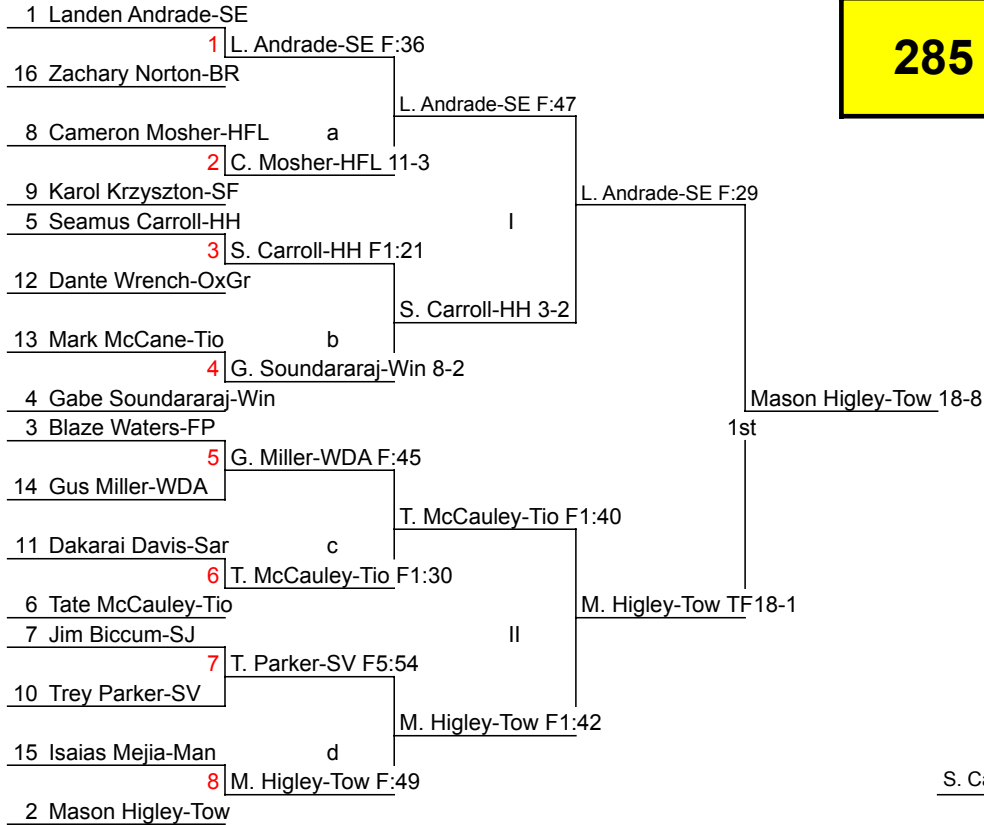 1 Landen Andrade-SE
1 L. Andrade-SE F:36
285
16 Zachary Norton-BR
L. Andrade-SE F:47
8 Cameron Mosher-HFL a
2 C. Mosher-HFL 11-3
9 Karol Krzyszton-SF
L. Andrade-SE F:29
5 Seamus Carroll-HH I
3 S. Carroll-HH F1:21
12 Dante Wrench-OxGr
S. Carroll-HH 3-2
13 Mark McCane-Tio b
4 G. Soundararaj-Win 8-2
4 Gabe Soundararaj-Win
Mason Higley-Tow 18-8
3 Blaze Waters-FP
1st
5 G. Miller-WDA F:45
14 Gus Miller-WDA
T. McCauley-Tio F1:40
11 Dakarai Davis-Sar c
6 T. McCauley-Tio F1:30
6 Tate McCauley-Tio
M. Higley-Tow TF18-1
7 Jim Biccum-SJ II
7 T. Parker-SV F5:54
10 Trey Parker-SV
M. Higley-Tow F1:42
15 Isaias Mejia-Man d
8 M. Higley-Tow F:49
S.
2 Mason Higley-Tow